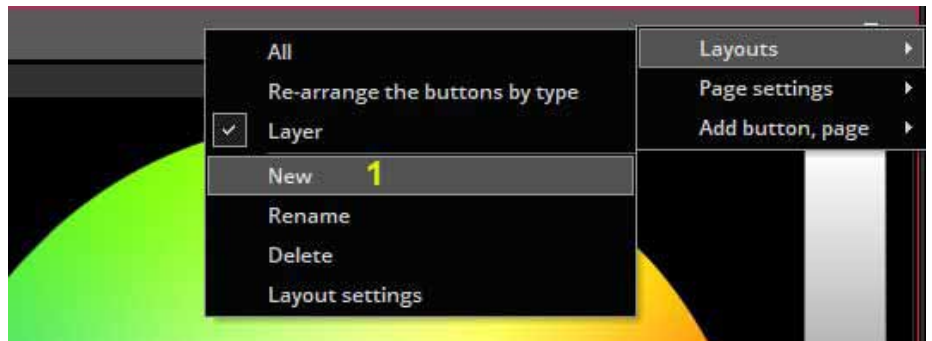 All
Re-arrange the buttons by type
Layer
New 1
Rename
Delete
Layout settings
Layouts
Page settings
Add button, page